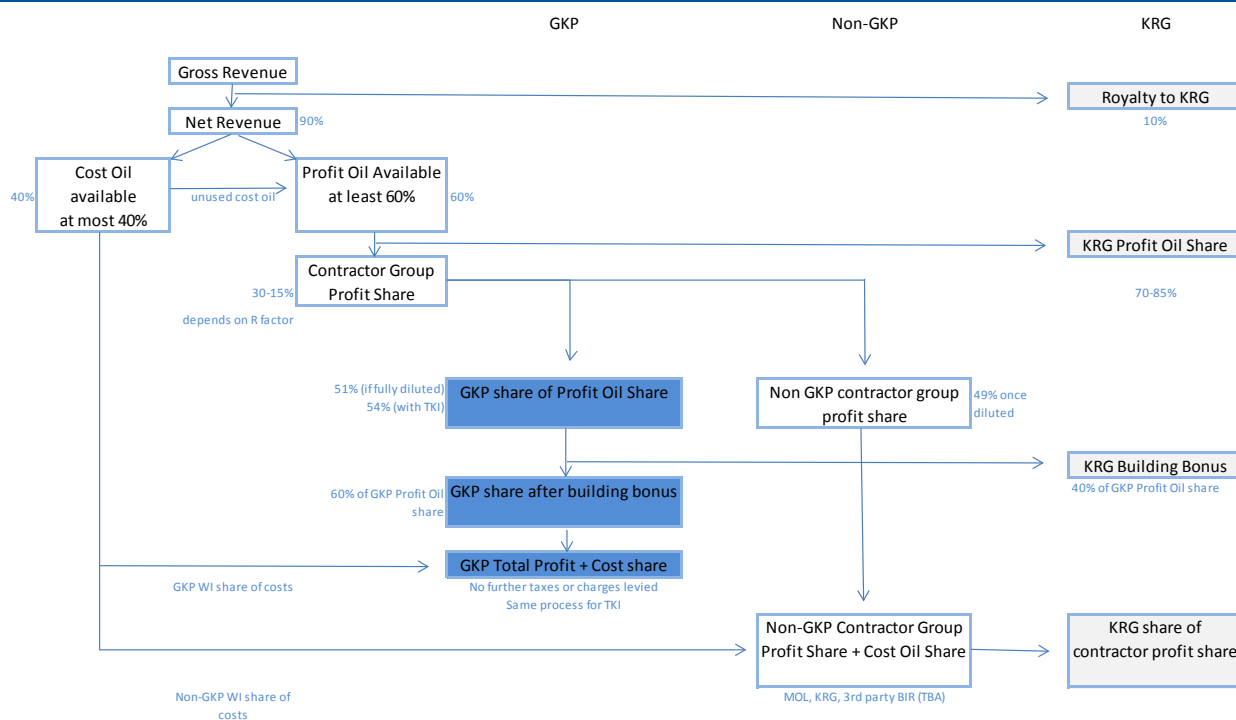 GKP
Non-GKP
KRG
Gross Revenue
Royalty to KRG
Net Revenue
90%
10%
Cost Oil
available
at most 40%
40%
unused cost oil
Profit Oil Available
at least 60%
60%
KRG Profit Oil Share
Contractor Group
Profit Share
30-15%
depends on R factor
70-85%
51% (if fully diluted)
54% (with TKI)
GKP share of Profit Oil Share
Non GKP contractor group
profit share
49% once
diluted
KRG Building Bonus
40% of GKP Profit Oil share
60% of GKP Profit Oil
share
GKP share after building bonus
GKP Total Profit + Cost share
GKP WI share of costs
No further taxes or charges levied
Same process for TKI
Non-GKP Contractor Group
Profit Share + Cost Oil Share
KRG share of
contractor profit share
Non-GKP WI share of
costs
MOL, KRG, 3rd party BIR (TBA)